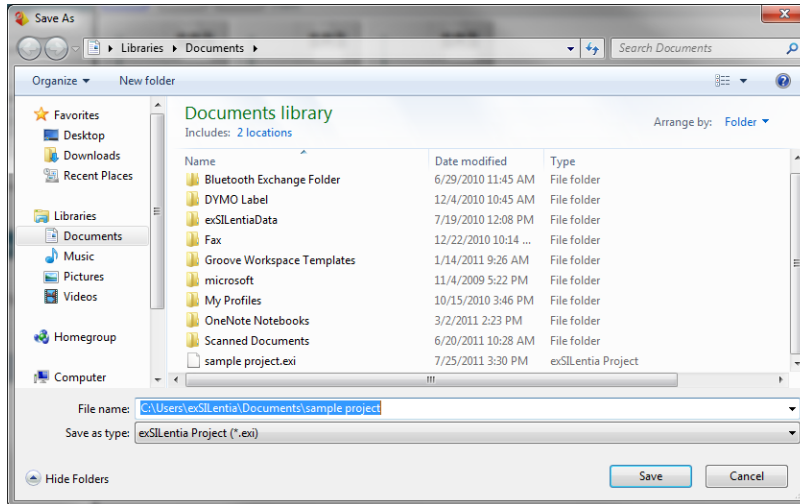 Save As
Libraries Documents
Search Documents
Organize New folder
Favorites
Desktop
Downloads
Recent Places
Libraries
Documents
Music
Pictures
Videos
Homegroup
Computer
Documents library
Includes: 2 locations
Arrange by: Folder
Name Date modified Type
Bluetooth Exchange Folder 6/29/2010 11:45 AM File folder
DYMO Label 12/4/2010 10:45 AM File folder
exSILentiaData 7/19/2010 12:08 PM File folder
Fax 12/22/2010 10:14 ... File folder
Groove Workspace Templates 1/14/2011 9:26 AM File folder
microsoft 11/4/2009 5:22 PM File folder
My Profiles 10/15/2010 3:46 PM File folder
OneNote Notebooks 3/2/2011 2:23 PM File folder
Scanned Documents 6/20/2011 10:28 AM File folder
sample project.exi 7/25/2011 3:30 PM exSILentia Project
File name: C:\Users\exSILentia\Documents\sample project
Save as type: exSILentia Project (*.exi)
Hide Folders
Save Cancel